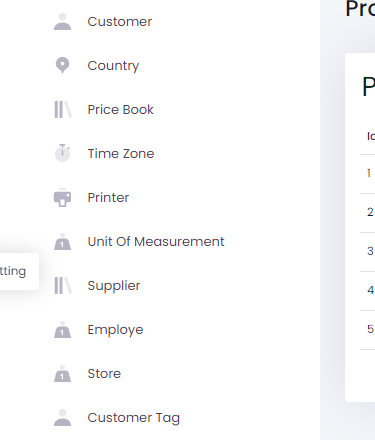 Customer
Country
Price Book
Time Zone
Printer
Unit Of Measurement
Supplier
Employe
Store
Customer Tag
tting
Pro
P
1
2
3
4
5